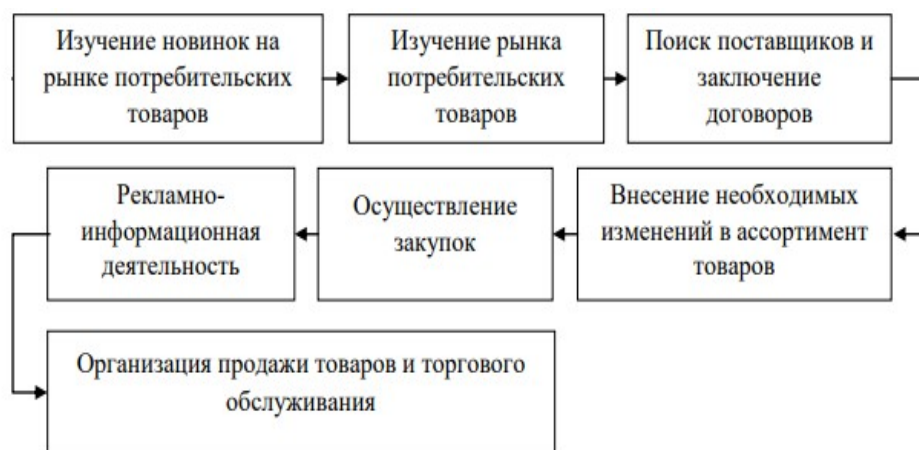 Изучение новинок на
рынке потребительских
товаров
Изучение рынка
потребительских
товаров
Поиск поставщиков и
заключение
договоров
Рекламно-
информационная
деятельность
Осуществление
закупок
Внесение необходимых
изменений в ассортимент
товаров
Организация продажи товаров и торгового
обслуживания